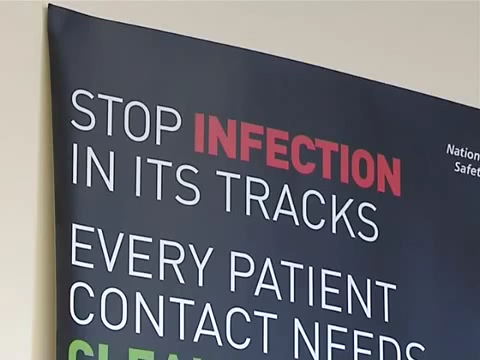 STOP INFECTION
IN ITS TRACKS
EVERY PATIENT
CONTACT NEEDS